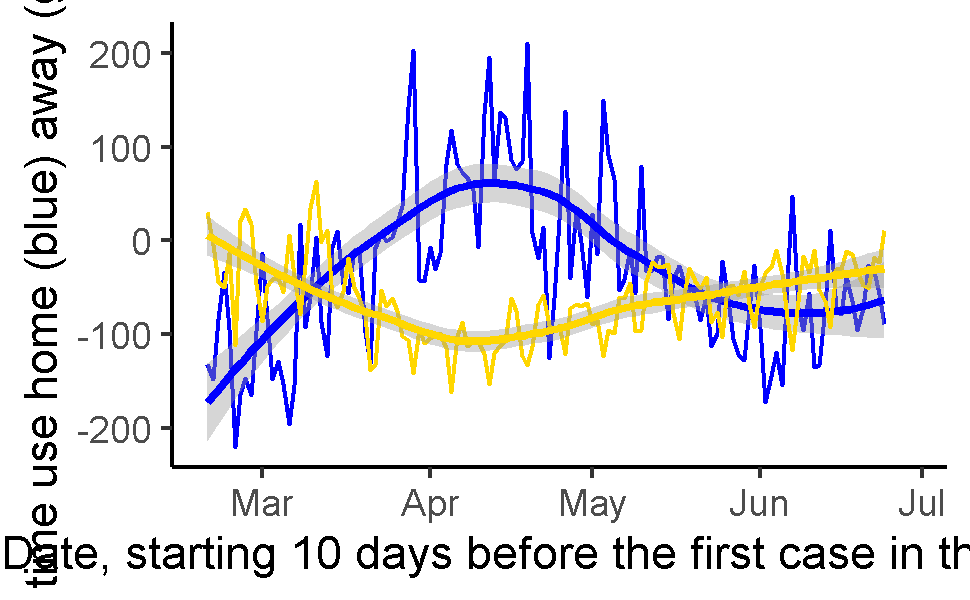 time use home (blue) away (
200
100
0
-100
-200
Mar Apr May Jun Jul
Date, starting 10 days before the first case in th